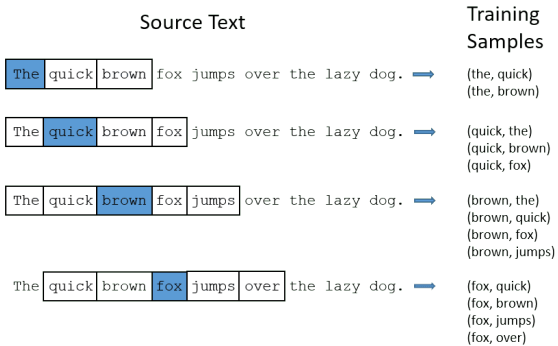 Source Text
Training
Samples
The quick brown fox jumps over the lazy dog.
(the, quick)
(the, brown)
The quick brown fox jumps over the lazy dog.
(quick, the)
(quick, brown)
(quick, fox)
The quick brown fox jumps over the lazy dog.
(brown, the)
(brown, quick)
(brown, fox)
(brown, jumps)
The quick brown fox jumps over the lazy dog.
(fox, quick)
(fox, brown)
(fox, jumps)
(fox, over)